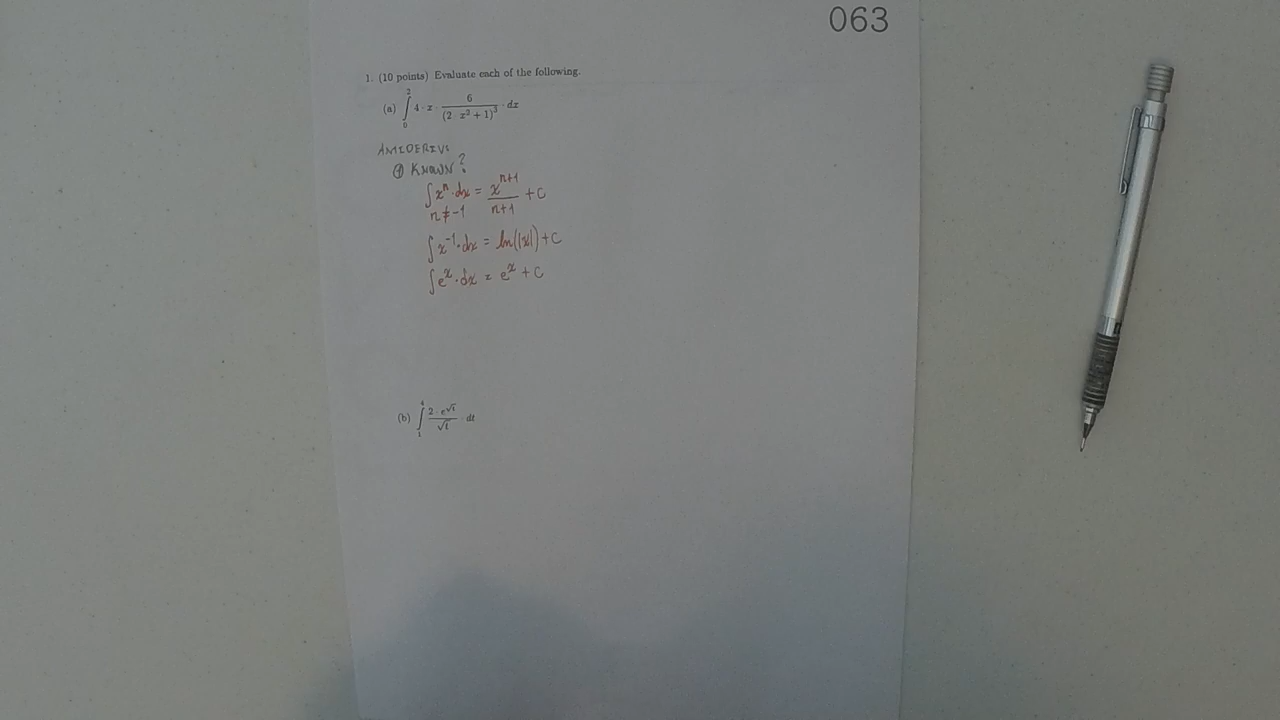 063
1. (10 points) Evaluate each of the following.
(a) ∫₀² 4 · x · 6/(2 · x² + 1)³ · dx
① KNOWN?
∫xⁿ·dx = xⁿ⁺¹/(n+1) + C
n≠-1
∫x⁻¹·dx = ln(|x|)+C
∫eˣ·dx = eˣ + C
(b) ∫₁⁴ 2 · e^√t/√t · dt